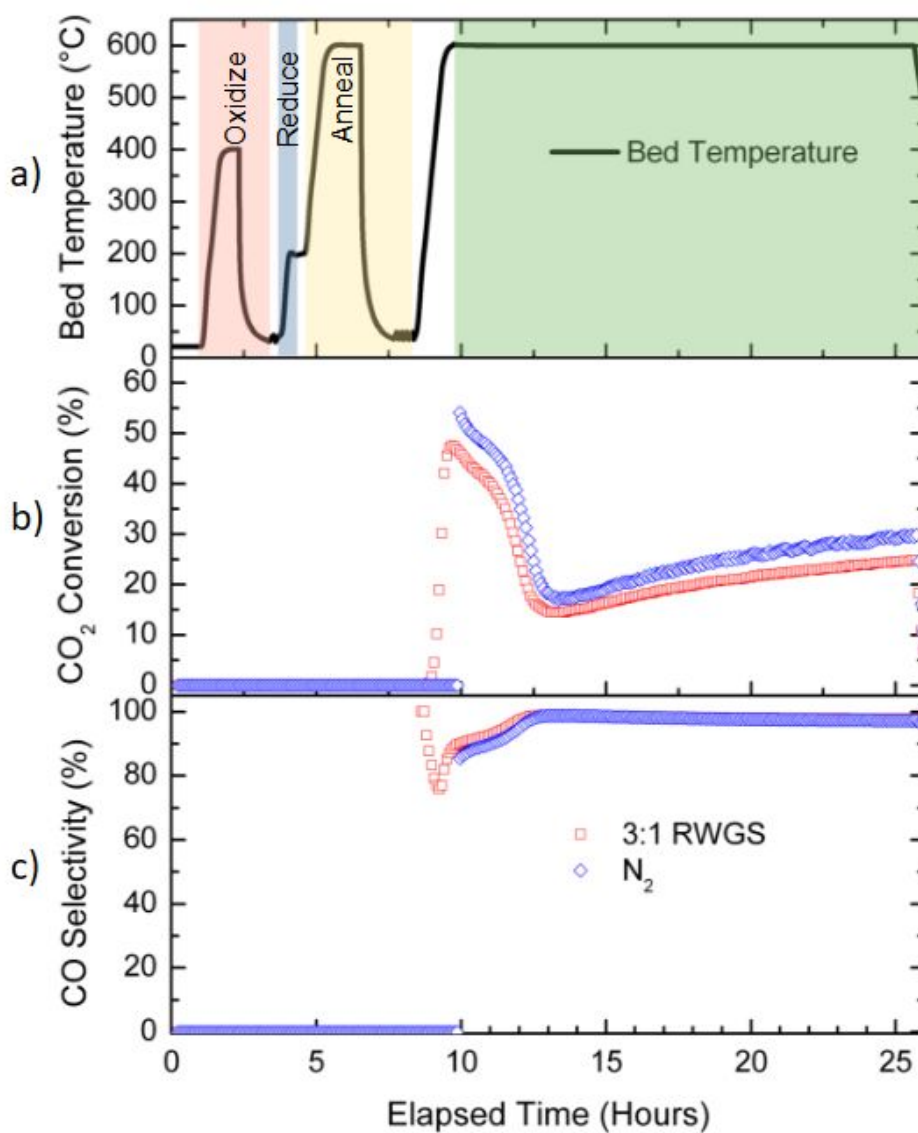 a)
Bed Temperature (°C)
600
500
400
300
200
100
0
Oxidize
Reduce
Anneal
Bed Temperature
b)
CO₂ Conversion (%)
60
50
40
30
20
10
0
c)
CO Selectivity (%)
100
80
60
40
20
0
3:1 RWGS
N₂
0 5 10 15 20 25
Elapsed Time (Hours)